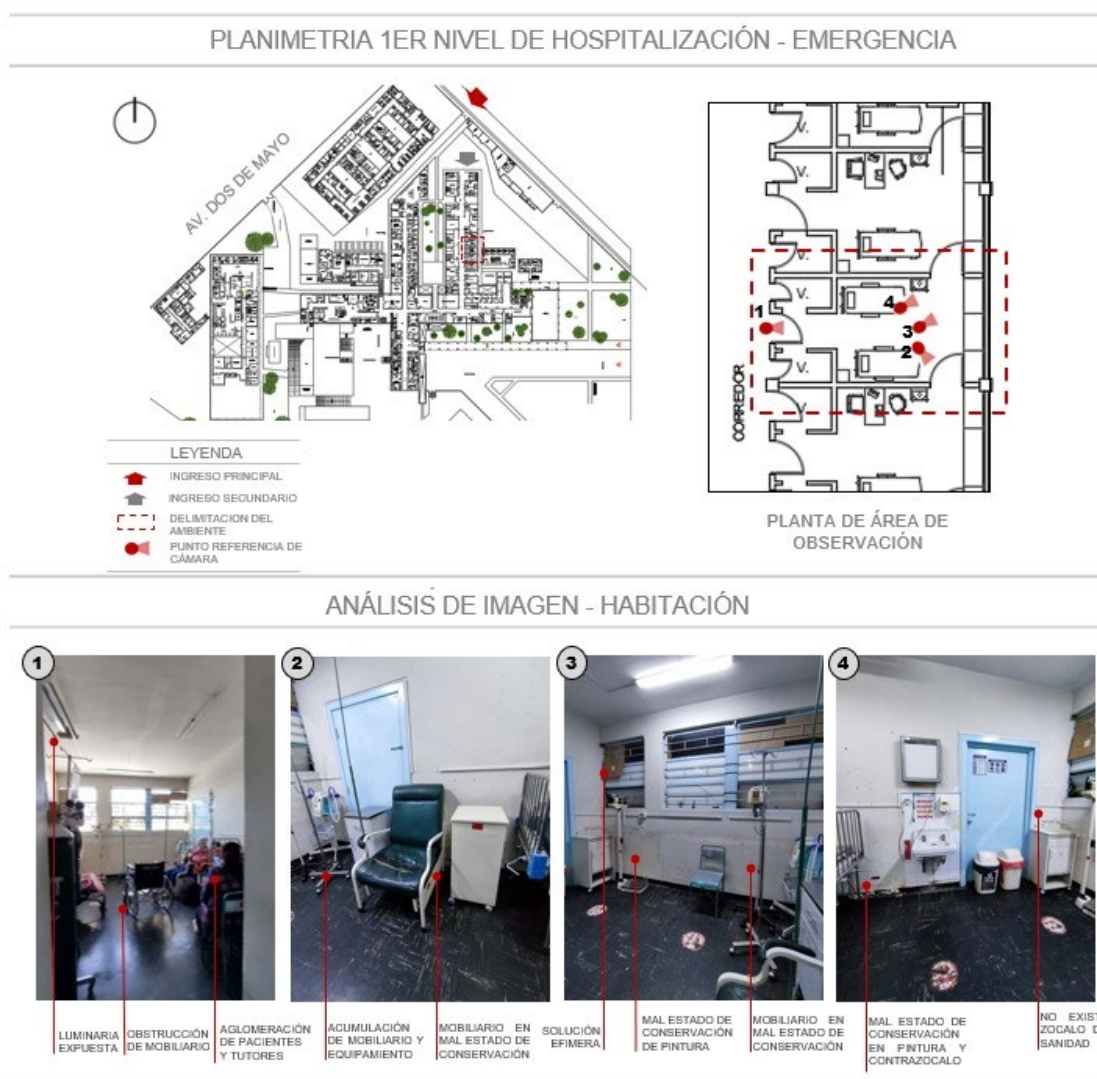 PLANIMETRIA 1ER NIVEL DE HOSPITALIZACIÓN - EMERGENCIA
AV. DOS DE MAYO
LEYENDA
INGRESO PRINCIPAL
INGRESO SECUNDARIO
DELIMITACION DEL
AMBIENTE
PUNTO REFERENCIA DE
CÁMARA
V.
V.
V.
V.
V.
V.
1
4
3
2
CORREDOR
PLANTA DE ÁREA DE
OBSERVACIÓN
ANÁLISIS DE IMAGEN - HABITACIÓN
1
2
3
4
LUMINARIA
EXPUESTA
OBSTRUCCIÓN
DE MOBILIARIO
AGLOMERACIÓN
DE PACIENTES
Y TUTORES
ACUMULACIÓN
DE MOBILIARIO Y
EQUIPAMIENTO
MOBILIARIO EN
MAL ESTADO DE
CONSERVACIÓN
SOLUCIÓN
EFIMERA
MAL ESTADO DE
CONSERVACIÓN
DE PINTURA
MOBILIARIO EN
MAL ESTADO DE
CONSERVACIÓN
MAL ESTADO DE
CONSERVACIÓN
EN PINTURA Y
CONTRAZOCALO
NO EXIST
ZOCALO D
SANIDAD